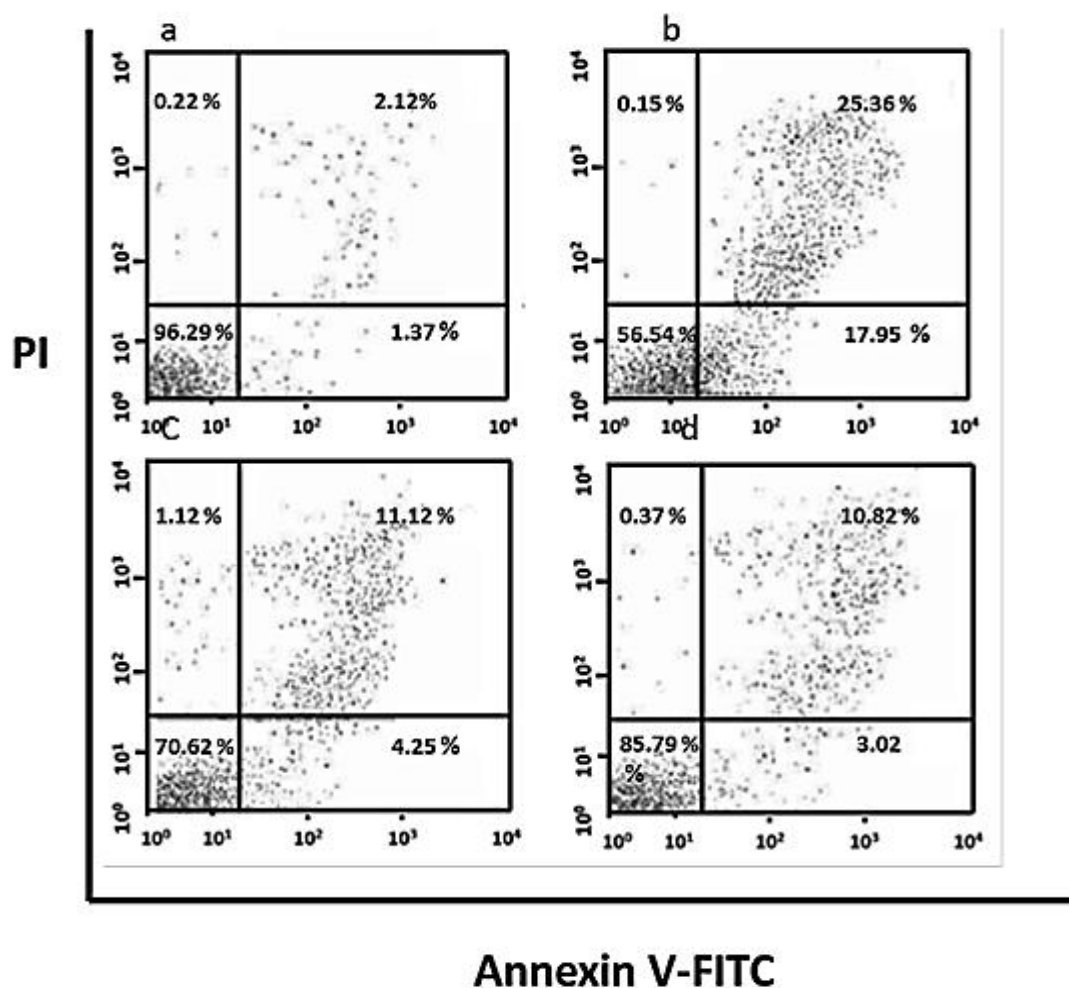 a b
10⁴ 10⁴
0.22 % 2.12% 0.15 % 25.36 %
10³ 10³
10² 10²
96.29 % 1.37 % 56.54 % 17.95 %
PI
10¹ 10¹
10⁰ 10⁰
10⁰ 10¹ 10² 10³ 10⁴ 10⁰ 10¹ 10² 10³ 10⁴
C d
10⁴ 10⁴
1.12 % 11.12 % 0.37 % 10.82 %
10³ 10³
10² 10²
70.62 % 4.25 % 85.79 % 3.02
%
10¹ 10¹
10⁰ 10⁰
10⁰ 10¹ 10² 10³ 10⁴ 10⁰ 10¹ 10² 10³ 10⁴
Annexin V-FITC